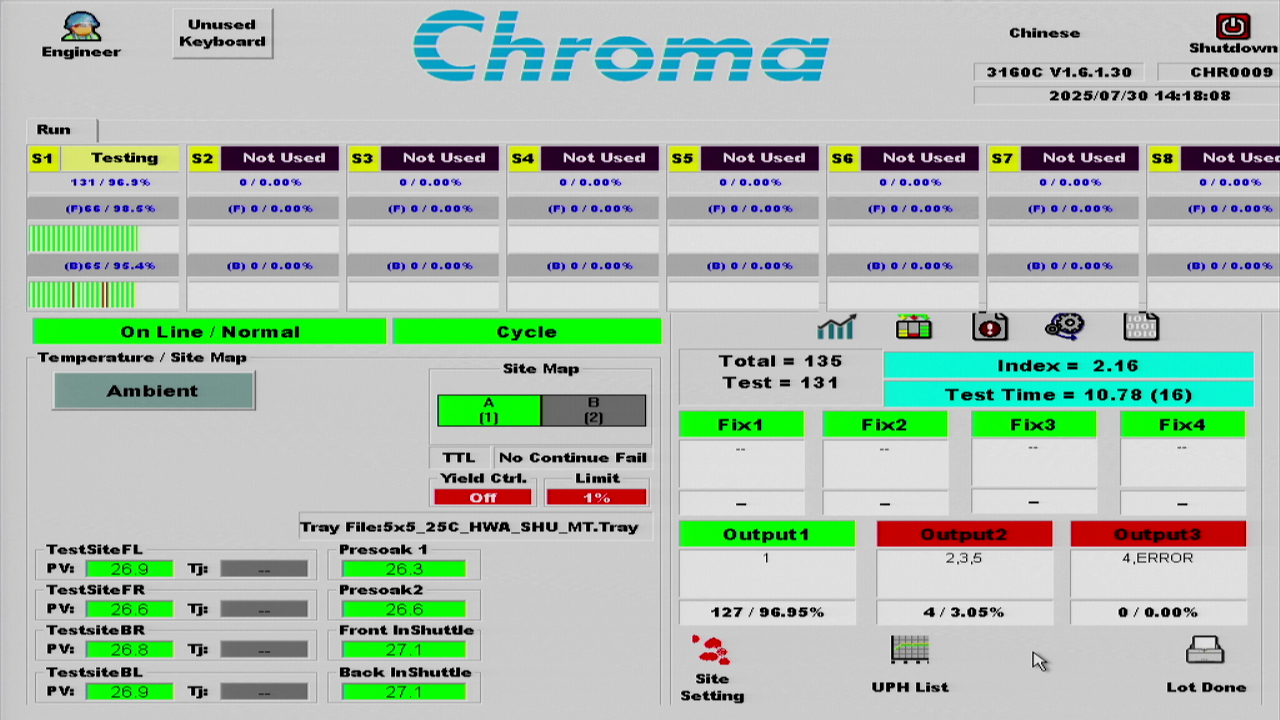 Engineer
Unused
Keyboard
Chroma
Chinese
Shutdown
3160C V1.6.1.30
CHR0009
2025/07/30 14:18:08
Run
S1 Testing S2 Not Used S3 Not Used S4 Not Used S5 Not Used S6 Not Used S7 Not Used S8 Not Used
131 / 96.9% 0 / 0.00% 0 / 0.00% 0 / 0.00% 0 / 0.00% 0 / 0.00% 0 / 0.00% 0 / 0.00%
(F)66 / 98.5% (F) 0 / 0.00% (F) 0 / 0.00% (F) 0 / 0.00% (F) 0 / 0.00% (F) 0 / 0.00% (F) 0 / 0.00% (F) 0 / 0.00%
(B)65 / 95.4% (B) 0 / 0.00% (B) 0 / 0.00% (B) 0 / 0.00% (B) 0 / 0.00% (B) 0 / 0.00% (B) 0 / 0.00% (B) 0 / 0.00%
On Line / Normal
Cycle
Temperature / Site Map
Ambient
Site Map
A B
(1) (2)
TTL No Continue Fail
Yield Ctrl. Limit
Off 1%
Tray File:5x5_25C_HWA_SHU_MT.Tray
TestSiteFL
PV: 26.9 Tj: --
TestSiteFR
PV: 26.6 Tj: --
TestsiteBR
PV: 26.8 Tj: --
TestsiteBL
PV: 26.9 Tj: --
Presoak 1
26.3
Presoak2
26.6
Front InShuttle
27.1
Back InShuttle
27.1
Total = 135
Test = 131
Index = 2.16
Test Time = 10.78 (16)
Fix1 Fix2 Fix3 Fix4
-- -- -- --
– – – –
Output1 Output2 Output3
1 2,3,5 4,ERROR
127 / 96.95% 4 / 3.05% 0 / 0.00%
Site
Setting
UPH List
Lot Done